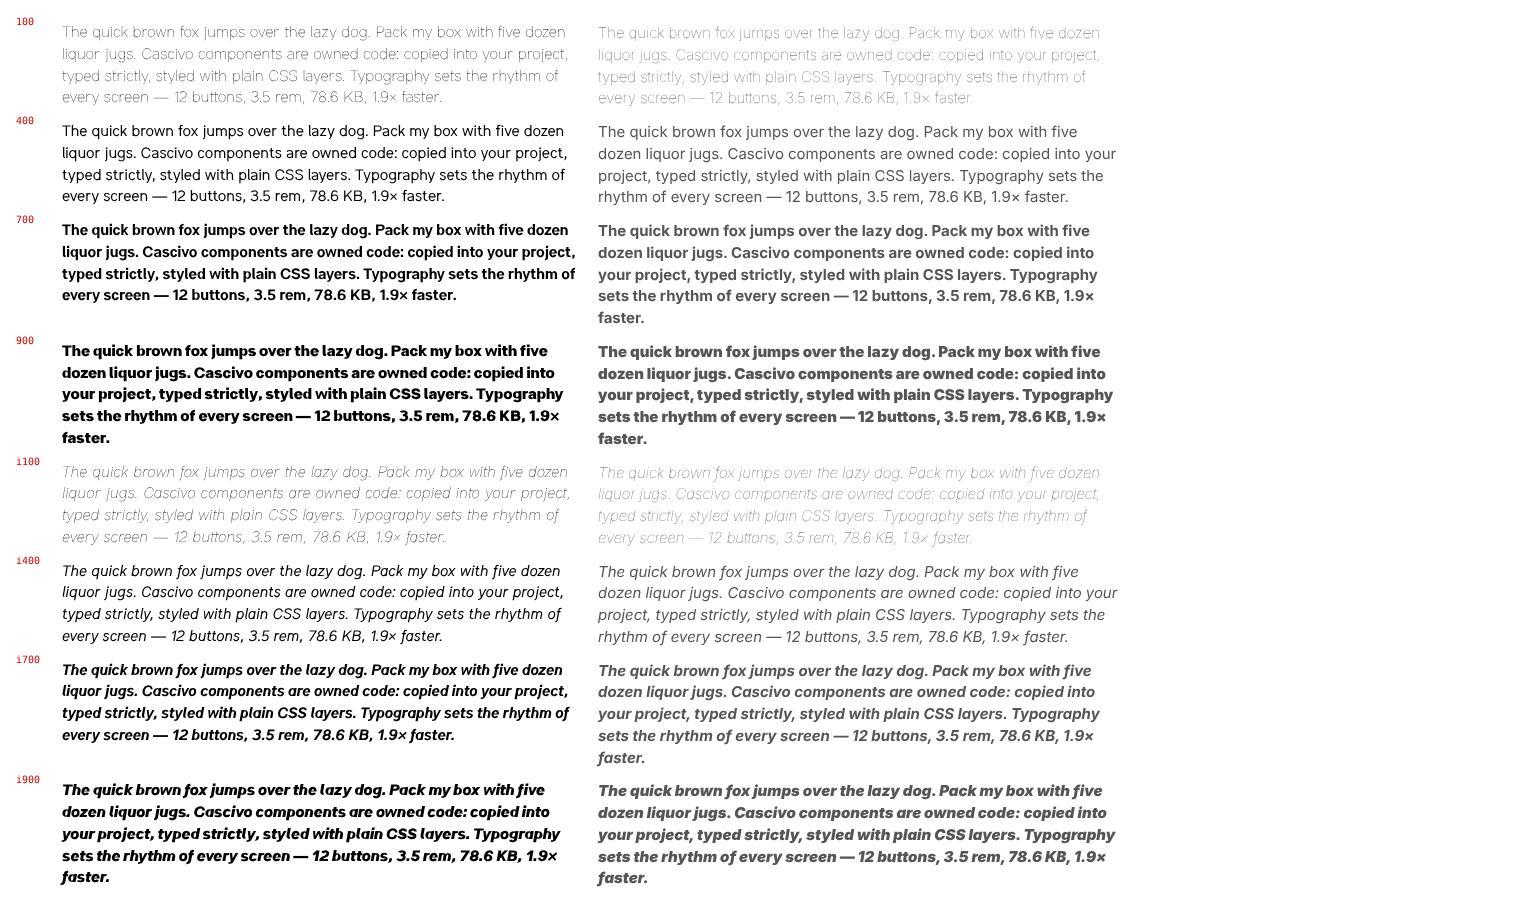 100
The quick brown fox jumps over the lazy dog. Pack my box with five dozen
liquor jugs. Cascivo components are owned code: copied into your project,
typed strictly, styled with plain CSS layers. Typography sets the rhythm of
every screen — 12 buttons, 3.5 rem, 78.6 KB, 1.9× faster.
The quick brown fox jumps over the lazy dog. Pack my box with five dozen
liquor jugs. Cascivo components are owned code: copied into your project,
typed strictly, styled with plain CSS layers. Typography sets the rhythm of
every screen — 12 buttons, 3.5 rem, 78.6 KB, 1.9× faster.
400
The quick brown fox jumps over the lazy dog. Pack my box with five dozen
liquor jugs. Cascivo components are owned code: copied into your project,
typed strictly, styled with plain CSS layers. Typography sets the rhythm of
every screen — 12 buttons, 3.5 rem, 78.6 KB, 1.9× faster.
The quick brown fox jumps over the lazy dog. Pack my box with five
dozen liquor jugs. Cascivo components are owned code: copied into your
project, typed strictly, styled with plain CSS layers. Typography sets the
rhythm of every screen — 12 buttons, 3.5 rem, 78.6 KB, 1.9× faster.
700
The quick brown fox jumps over the lazy dog. Pack my box with five dozen
liquor jugs. Cascivo components are owned code: copied into your project,
typed strictly, styled with plain CSS layers. Typography sets the rhythm of
every screen — 12 buttons, 3.5 rem, 78.6 KB, 1.9× faster.
The quick brown fox jumps over the lazy dog. Pack my box with five
dozen liquor jugs. Cascivo components are owned code: copied into
your project, typed strictly, styled with plain CSS layers. Typography
sets the rhythm of every screen — 12 buttons, 3.5 rem, 78.6 KB, 1.9×
faster.
900
The quick brown fox jumps over the lazy dog. Pack my box with five
dozen liquor jugs. Cascivo components are owned code: copied into
your project, typed strictly, styled with plain CSS layers. Typography
sets the rhythm of every screen — 12 buttons, 3.5 rem, 78.6 KB, 1.9×
faster.
The quick brown fox jumps over the lazy dog. Pack my box with five
dozen liquor jugs. Cascivo components are owned code: copied into
your project, typed strictly, styled with plain CSS layers. Typography
sets the rhythm of every screen — 12 buttons, 3.5 rem, 78.6 KB, 1.9×
faster.
i100
The quick brown fox jumps over the lazy dog. Pack my box with five dozen
liquor jugs. Cascivo components are owned code: copied into your project,
typed strictly, styled with plain CSS layers. Typography sets the rhythm of
every screen — 12 buttons, 3.5 rem, 78.6 KB, 1.9× faster.
The quick brown fox jumps over the lazy dog. Pack my box with five dozen
liquor jugs. Cascivo components are owned code: copied into your project,
typed strictly, styled with plain CSS layers. Typography sets the rhythm of
every screen — 12 buttons, 3.5 rem, 78.6 KB, 1.9× faster.
i400
The quick brown fox jumps over the lazy dog. Pack my box with five dozen
liquor jugs. Cascivo components are owned code: copied into your project,
typed strictly, styled with plain CSS layers. Typography sets the rhythm of
every screen — 12 buttons, 3.5 rem, 78.6 KB, 1.9× faster.
The quick brown fox jumps over the lazy dog. Pack my box with five
dozen liquor jugs. Cascivo components are owned code: copied into your
project, typed strictly, styled with plain CSS layers. Typography sets the
rhythm of every screen — 12 buttons, 3.5 rem, 78.6 KB, 1.9× faster.
i700
The quick brown fox jumps over the lazy dog. Pack my box with five dozen
liquor jugs. Cascivo components are owned code: copied into your project,
typed strictly, styled with plain CSS layers. Typography sets the rhythm of
every screen — 12 buttons, 3.5 rem, 78.6 KB, 1.9× faster.
The quick brown fox jumps over the lazy dog. Pack my box with five
dozen liquor jugs. Cascivo components are owned code: copied into
your project, typed strictly, styled with plain CSS layers. Typography
sets the rhythm of every screen — 12 buttons, 3.5 rem, 78.6 KB, 1.9×
faster.
i900
The quick brown fox jumps over the lazy dog. Pack my box with five
dozen liquor jugs. Cascivo components are owned code: copied into
your project, typed strictly, styled with plain CSS layers. Typography
sets the rhythm of every screen — 12 buttons, 3.5 rem, 78.6 KB, 1.9×
faster.
The quick brown fox jumps over the lazy dog. Pack my box with five
dozen liquor jugs. Cascivo components are owned code: copied into
your project, typed strictly, styled with plain CSS layers. Typography
sets the rhythm of every screen — 12 buttons, 3.5 rem, 78.6 KB, 1.9×
faster.